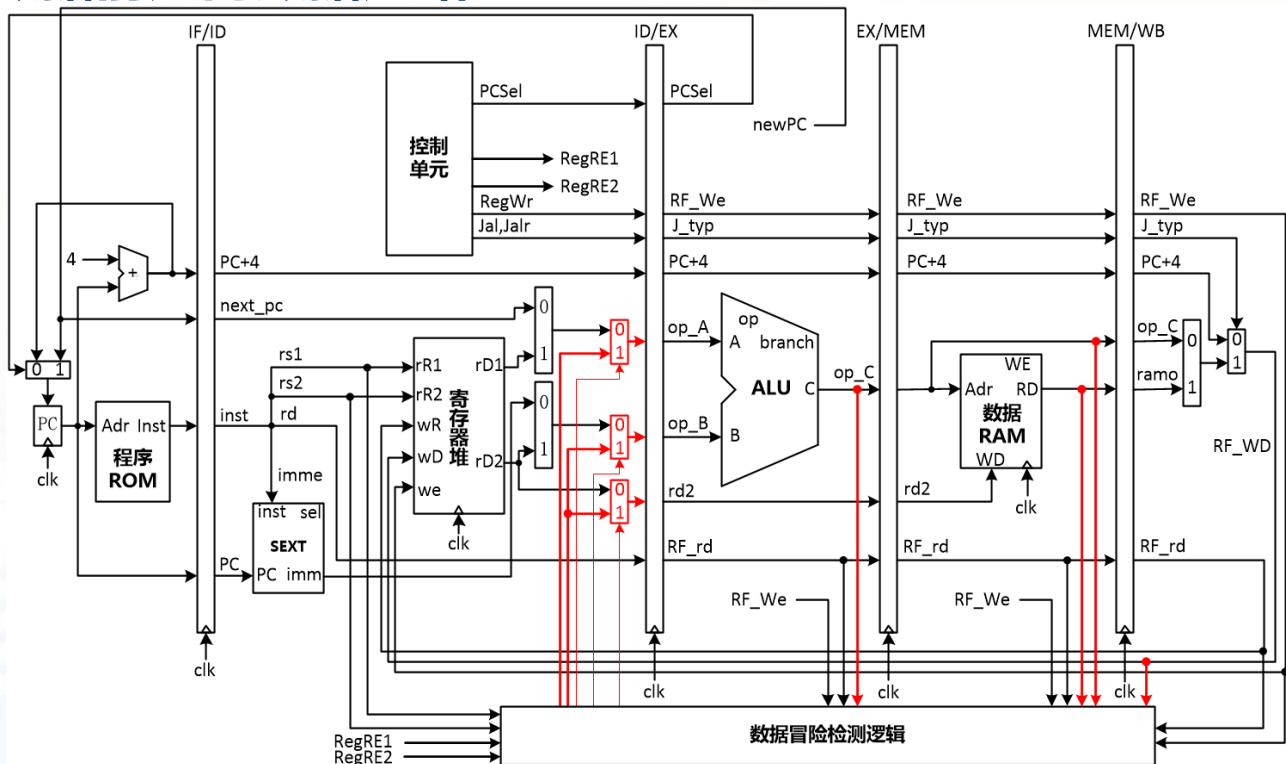 IF/ID
ID/EX
EX/MEM
MEM/WB
PCSel
PCSel
newPC
控制
单元
RegRE1
RegRE2
RegWr
RF_We
RF_We
RF_We
Jal,Jalr
J_typ
J_typ
J_typ
4
+
PC+4
PC+4
PC+4
PC+4
next_pc
0
1
0
1
op_A
op
A
branch
ALU
C
op_C
op_B
B
0 1
PC
clk
Adr Inst
程序
ROM
inst
rs1
rs2
rd
imme
rR1
rR2
wR
wD
we
rD1
rD2
寄
存
器
堆
clk
0
1
0
1
0
1
rd2
rd2
WE
Adr
RD
数据
RAM
WD
clk
op_C
ramo
0
1
0
1
RF_WD
inst sel
SEXT
PC imm
PC
RF_rd
RF_rd
RF_rd
RF_We
RF_We
clk
clk
clk
clk
数据冒险检测逻辑
RegRE1
RegRE2